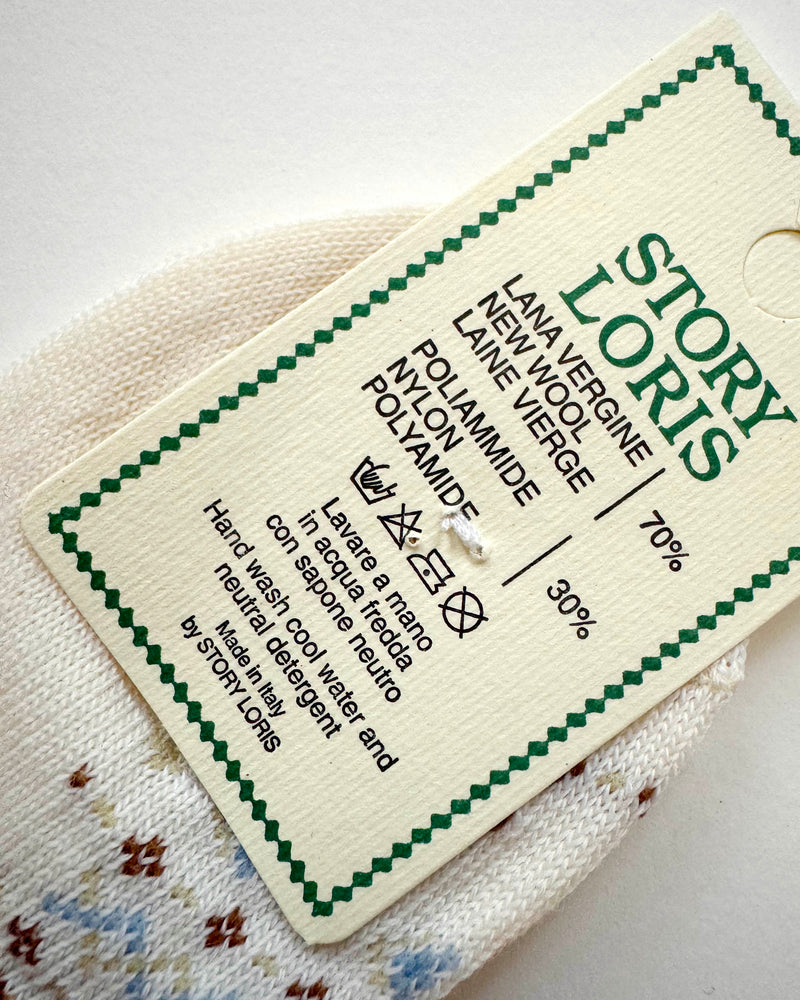 STORY
LORIS
LANA VERGINE
NEW WOOL
LAINE VIERGE
70%
POLIAMMIDE
NYLON
POLYAMIDE
30%
Lavare a mano
in acqua fredda
con sapone neutro
Hand wash cool water and
neutral detergent
Made in Italy
by STORY LORIS